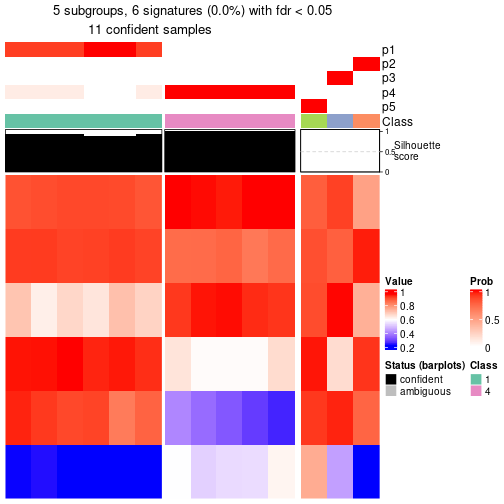 5 subgroups, 6 signatures (0.0%) with fdr < 0.05
11 confident samples
p1
p2
p3
p4
p5
Class
1
0.5
0
Silhouette
score
Value
1
0.8
0.6
0.4
0.2
Prob
1
0.5
0
Status (barplots)
confident
ambiguous
Class
1
4